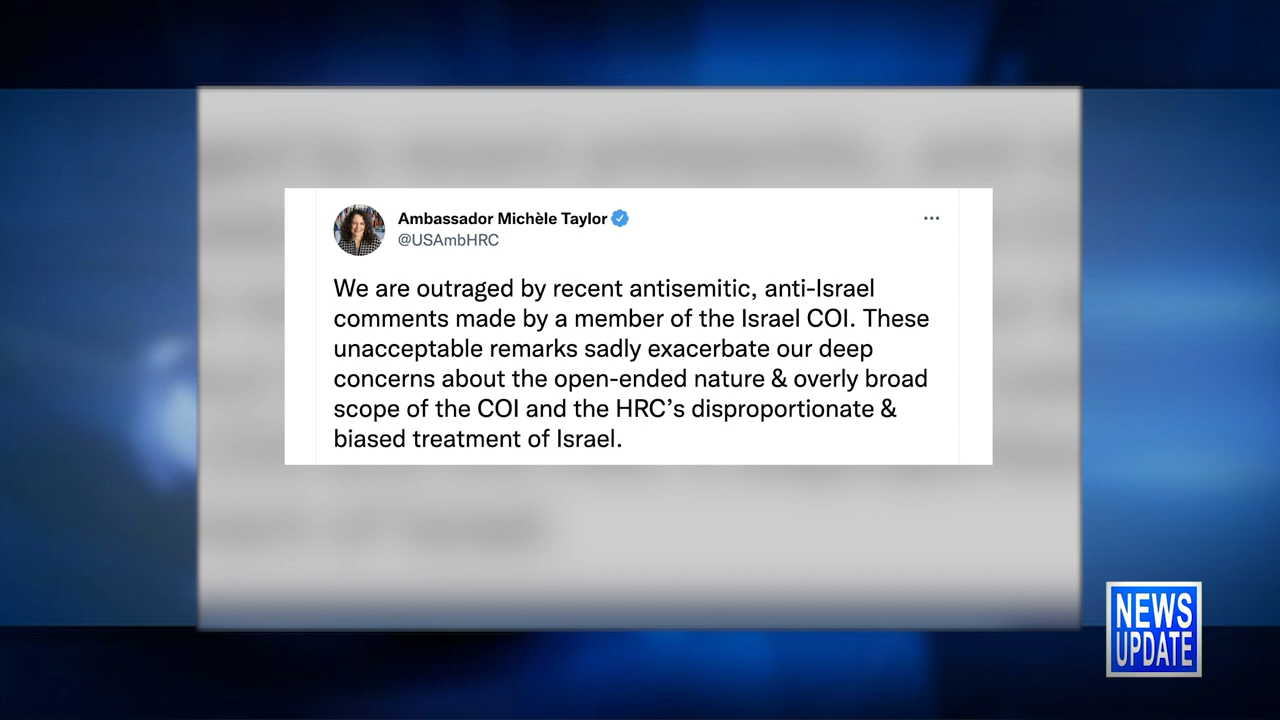 Ambassador Michèle Taylor
@USAmbHRC
We are outraged by recent antisemitic, anti-Israel
comments made by a member of the Israel COI. These
unacceptable remarks sadly exacerbate our deep
concerns about the open-ended nature & overly broad
scope of the COI and the HRC’s disproportionate &
biased treatment of Israel.
NEWS
UPDATE